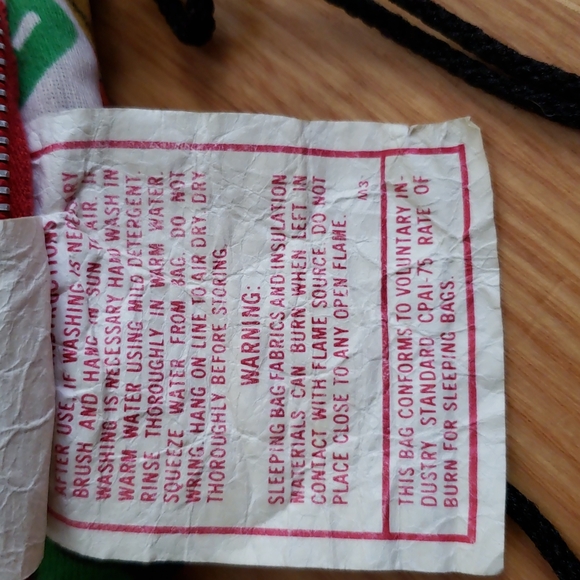 AFTER USE, IF WASHING IS NECESSARY
BRUSH AND HANG IN SUN TO AIR. IF
WASHING IS NECESSARY HAND WASH IN
WARM WATER USING MILD DETERGENT.
RINSE THOROUGHLY IN WARM WATER.
SQUEEZE WATER FROM BAG. DO NOT
WRING. HANG ON LINE TO AIR DRY. DRY
THOROUGHLY BEFORE STORING.
WARNING:
SLEEPING BAG FABRICS AND INSULATION
MATERIALS CAN BURN WHEN LEFT IN
CONTACT WITH FLAME SOURCE. DO NOT
PLACE CLOSE TO ANY OPEN FLAME.
THIS BAG CONFORMS TO VOLUNTARY IN-
DUSTRY STANDARD CPAI-75 RATE OF
BURN FOR SLEEPING BAGS.